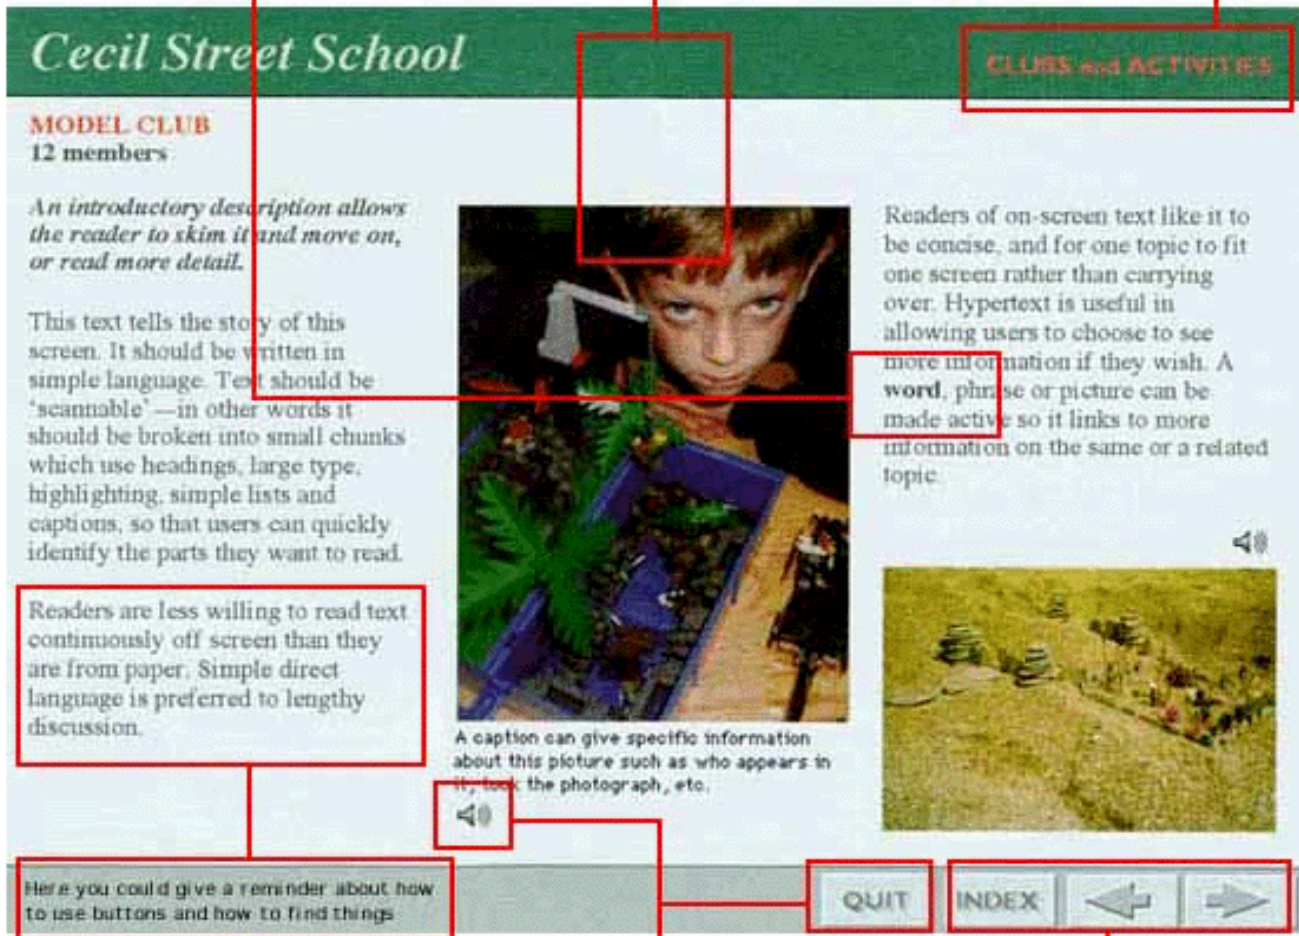 Cecil Street School
CLUBS and ACTIVITIES
MODEL CLUB
12 members
An introductory description allows
the reader to skim it and move on,
or read more detail.
This text tells the story of this
screen. It should be written in
simple language. Text should be
‘scannable’—in other words it
should be broken into small chunks
which use headings, large type,
highlighting, simple lists and
captions, so that users can quickly
identify the parts they want to read.
Readers are less willing to read text
continuously off screen than they
are from paper. Simple direct
language is preferred to lengthy
discussion.
A caption can give specific information
about this picture such as who appears in
it, took the photograph, etc.
Readers of on-screen text like it to
be concise, and for one topic to fit
one screen rather than carrying
over. Hypertext is useful in
allowing users to choose to see
more information if they wish. A
word, phrase or picture can be
made active so it links to more
information on the same or a related
topic.
Here you could give a reminder about how
to use buttons and how to find things
QUIT
INDEX